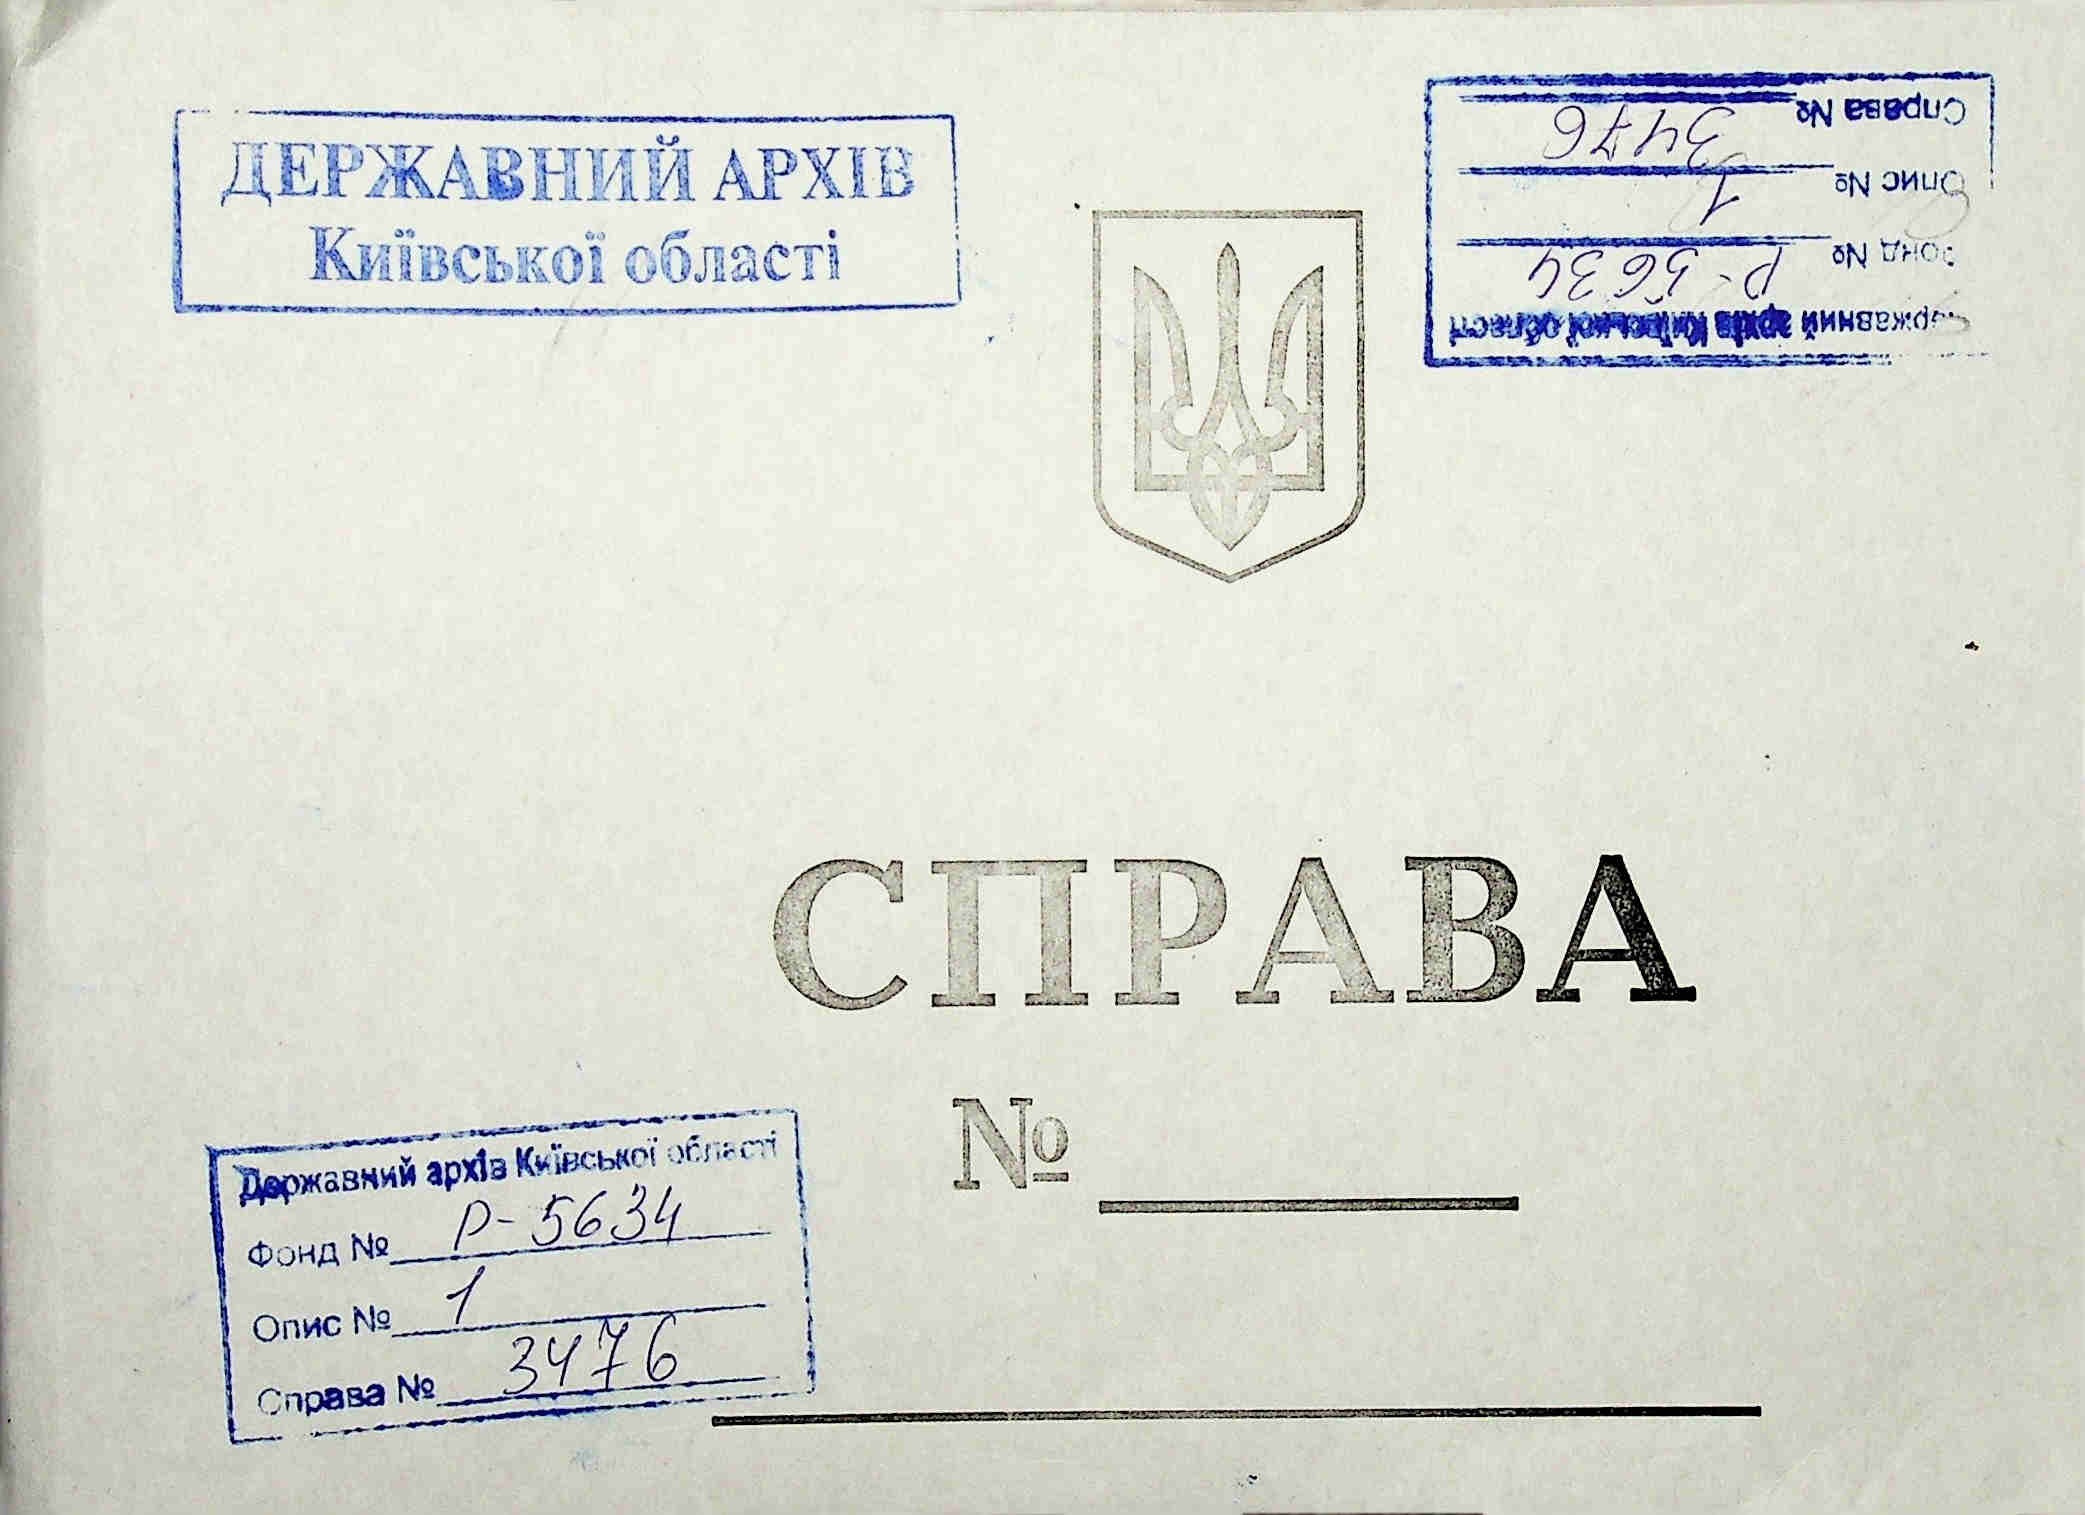 ДЕРЖАВНИЙ АРХІВ
Київської області
Державний архів Київської області
Фонд № Р-5634
Опис № 1
Справа № 3476
СПРАВА
№
Державний архів Київської області
Фонд № Р-5634
Опис № 1
Справа № 3476